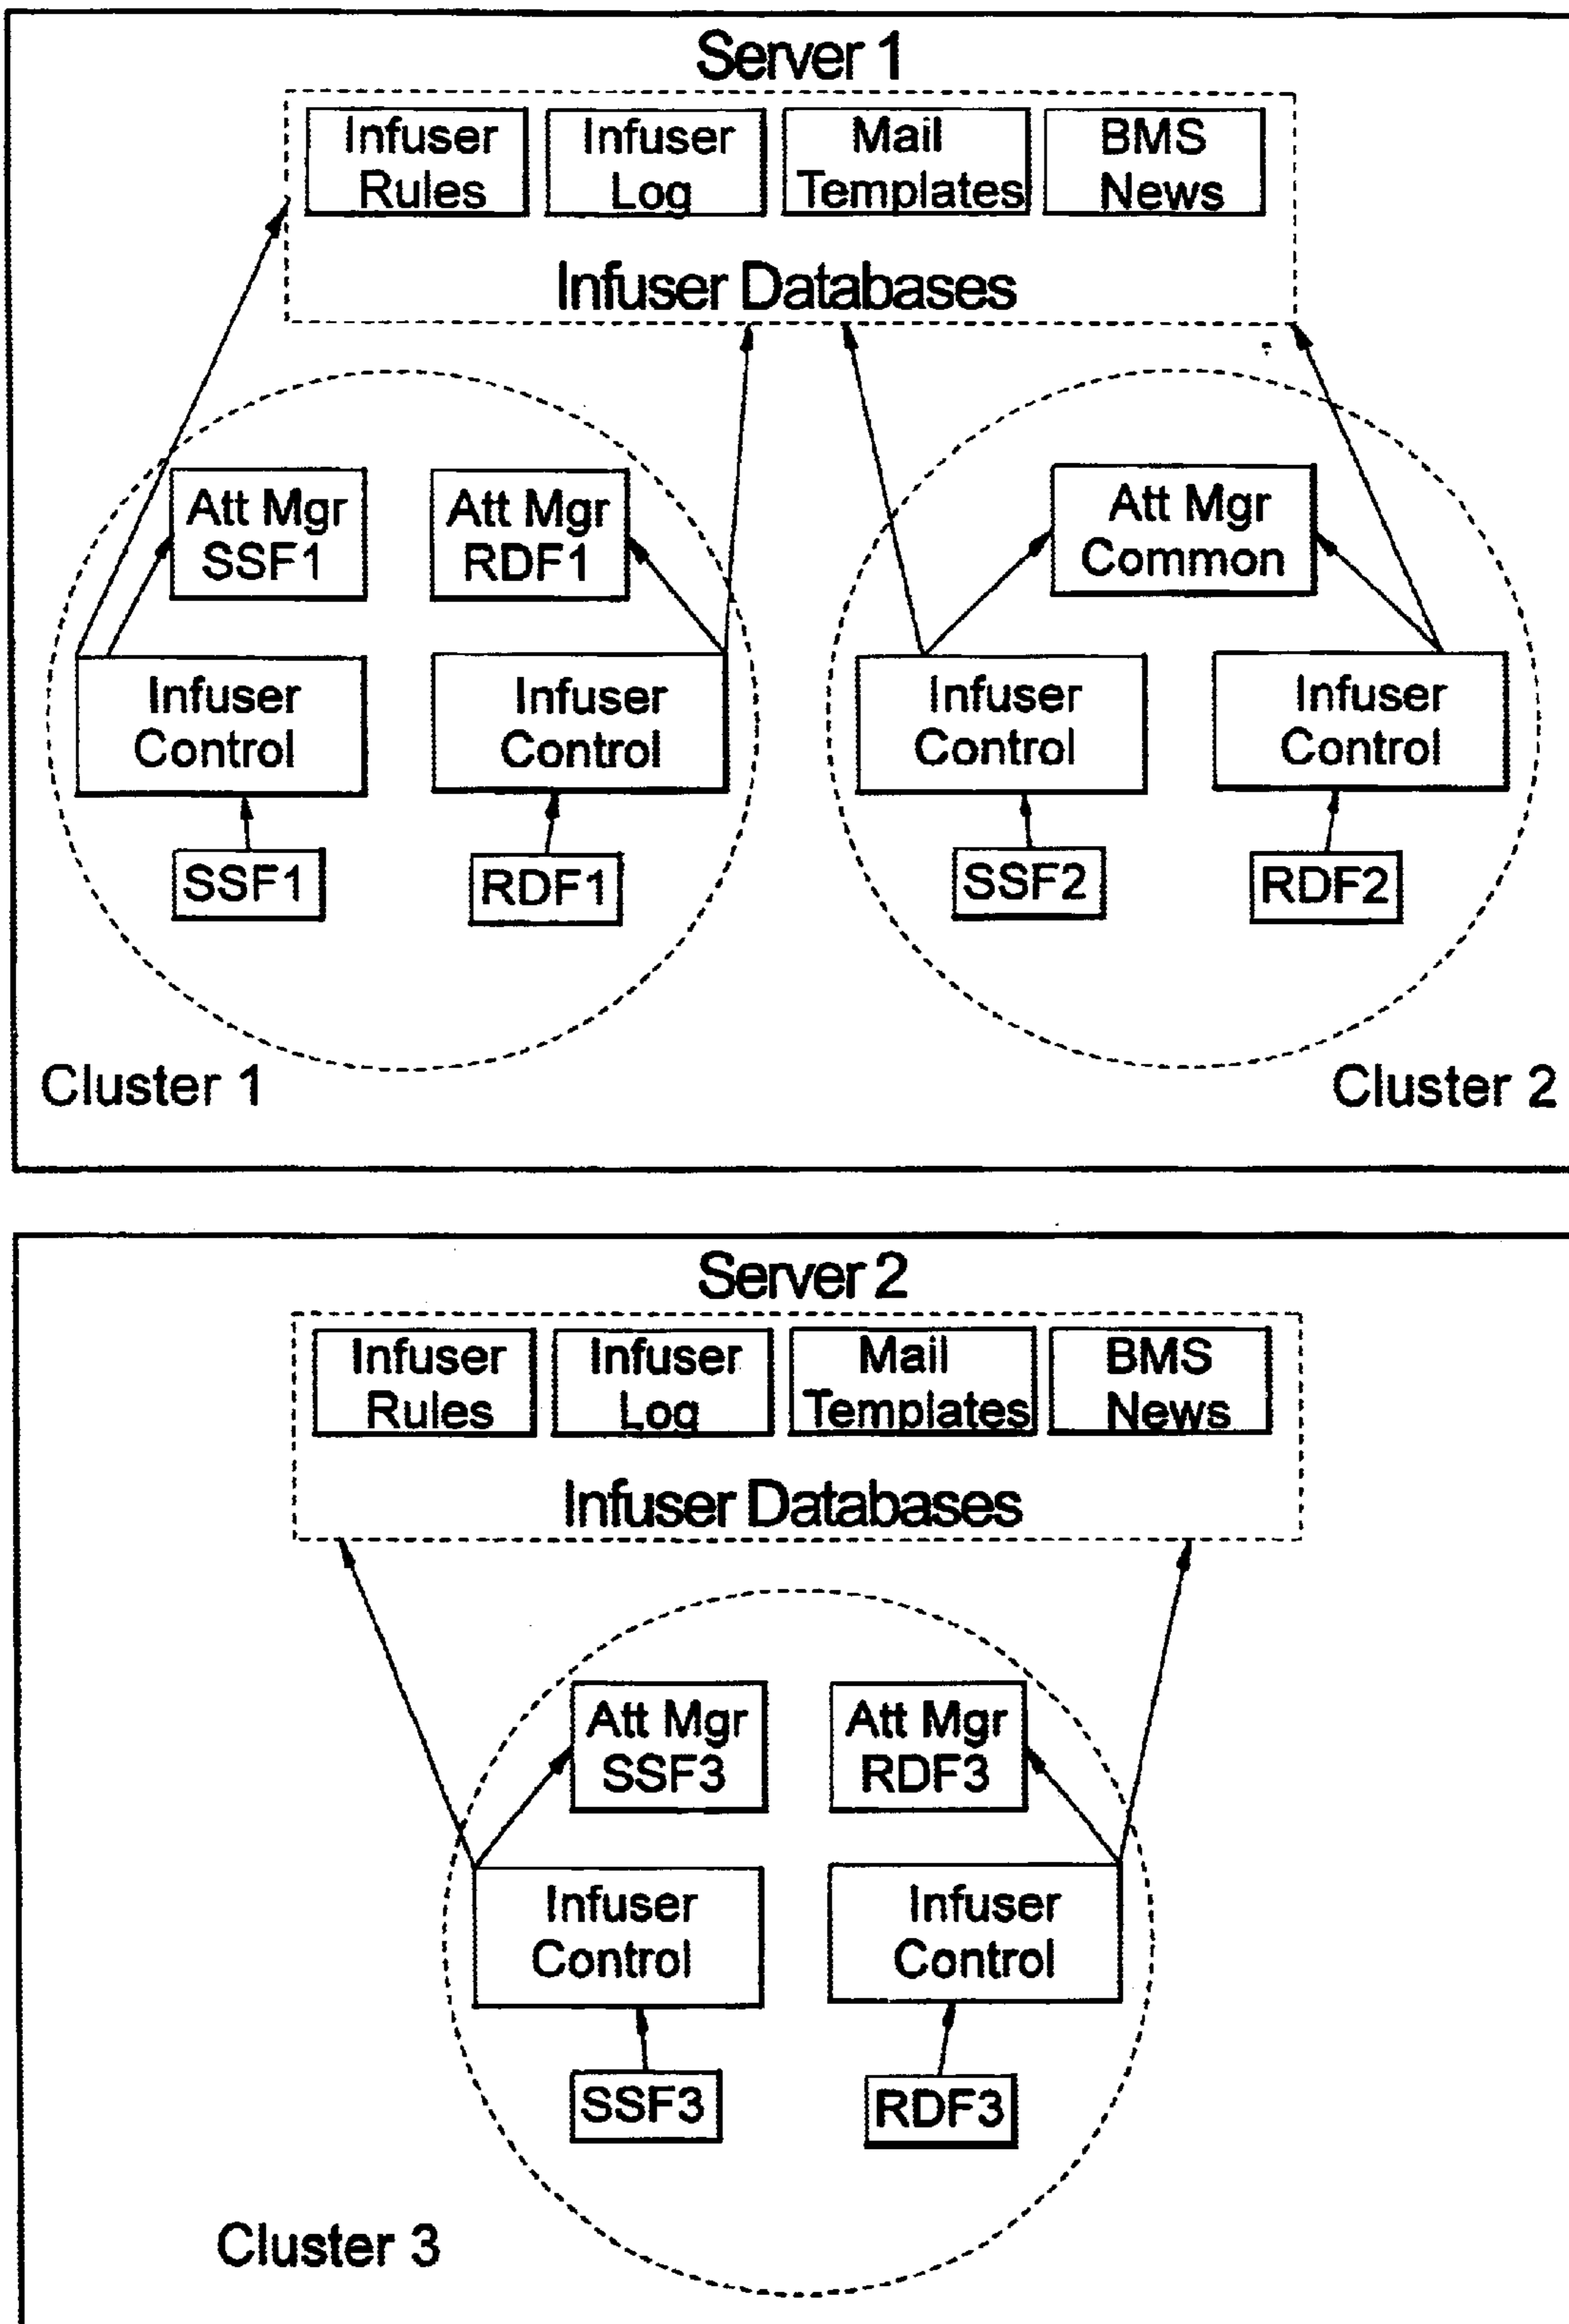 Server 1
Infuser Rules
Infuser Log
Mail Templates
BMS News
Infuser Databases
Att Mgr
SSF1
Att Mgr
RDF1
Att Mgr
Common
Infuser
Control
Infuser
Control
Infuser
Control
Infuser
Control
SSF1
RDF1
SSF2
RDF2
Cluster 1
Cluster 2
Server 2
Infuser
Rules
Infuser
Log
Mail
Templates
BMS
News
Infuser Databases
Att Mgr
SSF3
Att Mgr
RDF3
Infuser
Control
Infuser
Control
SSF3
RDF3
Cluster 3